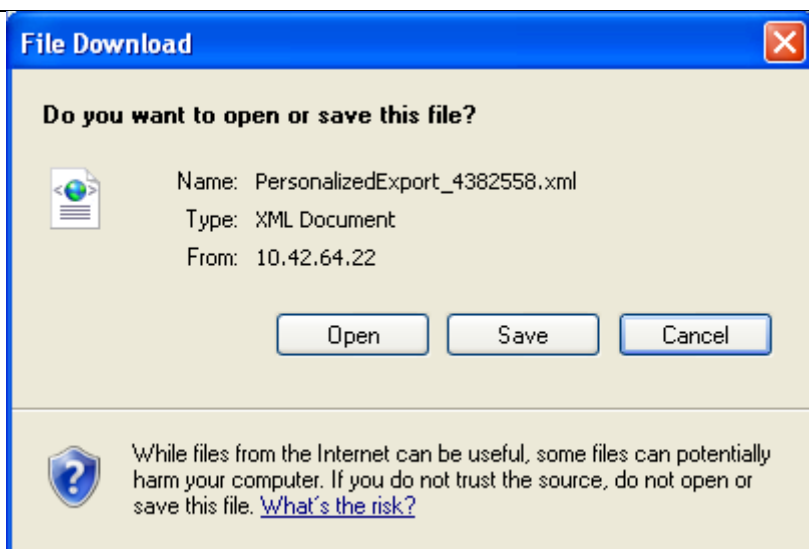 File Download
Do you want to open or save this file?
Name: PersonalizedExport_4382558.xml
Type: XML Document
From: 10.42.64.22
Open Save Cancel
While files from the Internet can be useful, some files can potentially
harm your computer. If you do not trust the source, do not open or
save this file. What's the risk?